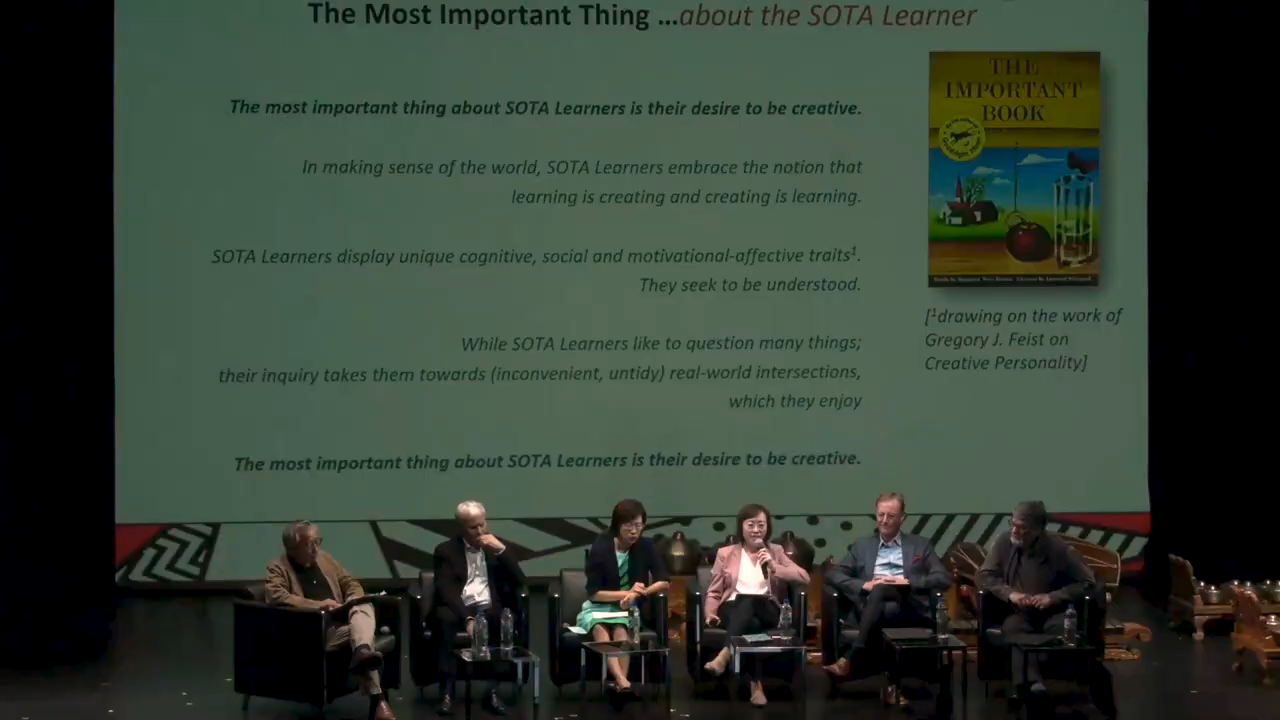 The Most Important Thing ...about the SOTA Learner
The most important thing about SOTA Learners is their desire to be creative.
In making sense of the world, SOTA Learners embrace the notion that
learning is creating and creating is learning.
SOTA Learners display unique cognitive, social and motivational-affective traits¹.
They seek to be understood.
While SOTA Learners like to question many things;
their inquiry takes them towards (inconvenient, untidy) real-world intersections,
which they enjoy
The most important thing about SOTA Learners is their desire to be creative.
THE
IMPORTANT
BOOK
[¹drawing on the work of
Gregory J. Feist on
Creative Personality]